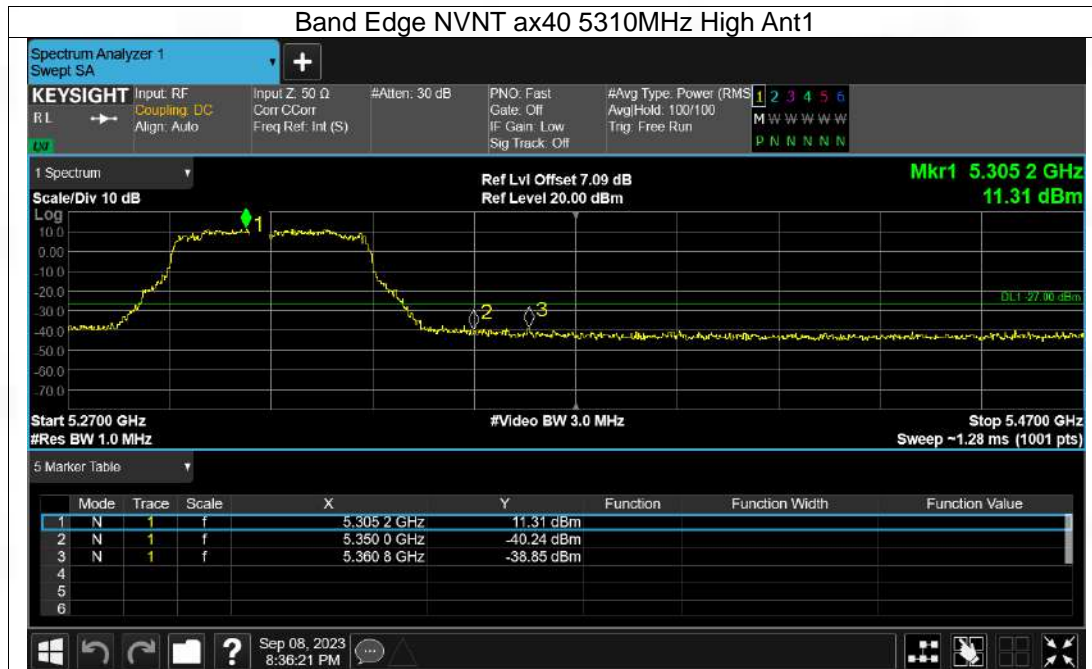 Band Edge NVNT ax40 5310MHz High Ant1
Spectrum Analyzer 1
Swept SA
+
KEYSIGHT Input: RF Input Z: 50 Ω #Atten: 30 dB PNO: Fast #Avg Type: Power (RMS 1 2 3 4 5 6
RL Coupling: DC Corr CCorr Gate: Off Avg|Hold: 100/100 M W W W W W
Align: Auto Freq Ref: Int (S) IF Gain: Low Trig: Free Run
Sig Track: Off P N N N N N
LXI
1 Spectrum Ref Lvl Offset 7.09 dB Mkr1 5.305 2 GHz
Scale/Div 10 dB Ref Level 20.00 dBm 11.31 dBm
Log
10.0
0.00
-10.0
-20.0
-30.0
-40.0
-50.0
-60.0
-70.0
1
2
3
DL1 -27.00 dBm
Start 5.2700 GHz #Video BW 3.0 MHz Stop 5.4700 GHz
#Res BW 1.0 MHz Sweep ~1.28 ms (1001 pts)
5 Marker Table
Mode Trace Scale X Y Function Function Width Function Value
1 N 1 f 5.305 2 GHz 11.31 dBm
2 N 1 f 5.350 0 GHz -40.24 dBm
3 N 1 f 5.360 8 GHz -38.85 dBm
4
5
6
? Sep 08, 2023
8:36:21 PM